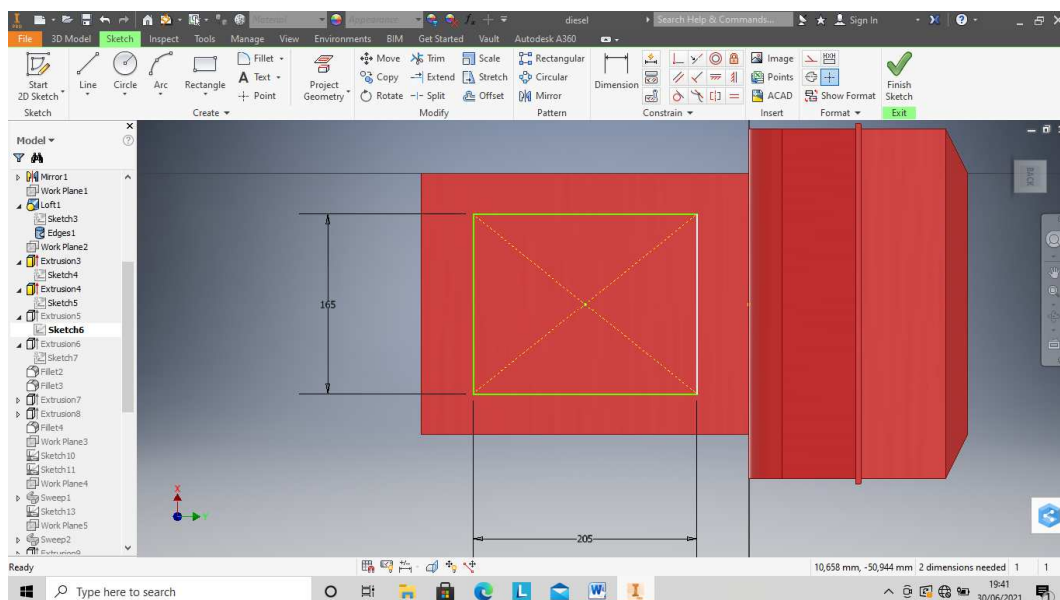 PRO
Material
Appearance
diesel
Search Help & Commands...
Sign In
File 3D Model Sketch Inspect Tools Manage View Environments BIM Get Started Vault Autodesk A360
Start 2D Sketch
Line
Circle
Arc
Rectangle
Fillet
Text
Point
Project Geometry
Move Trim Scale
Copy Extend Stretch
Rotate Split Offset
Rectangular
Circular
Mirror
Dimension
Image
Points
ACAD
Show Format
Finish Sketch
Sketch Create Modify Pattern Constrain Insert Format Exit
Model
Mirror1
Work Plane1
Loft1
Sketch3
Edges1
Work Plane2
Extrusion3
Sketch4
Extrusion4
Sketch5
Extrusion5
Sketch6
Extrusion6
Sketch7
Fillet2
Fillet3
Extrusion7
Extrusion8
Fillet4
Work Plane3
Sketch10
Sketch11
Work Plane4
Sweep1
Sketch13
Work Plane5
Sweep2
Extrusion9
165
205
BACK
X
Y
Ready
10,658 mm, -50,944 mm 2 dimensions needed 1 1
Type here to search
19:41
30/06/2021